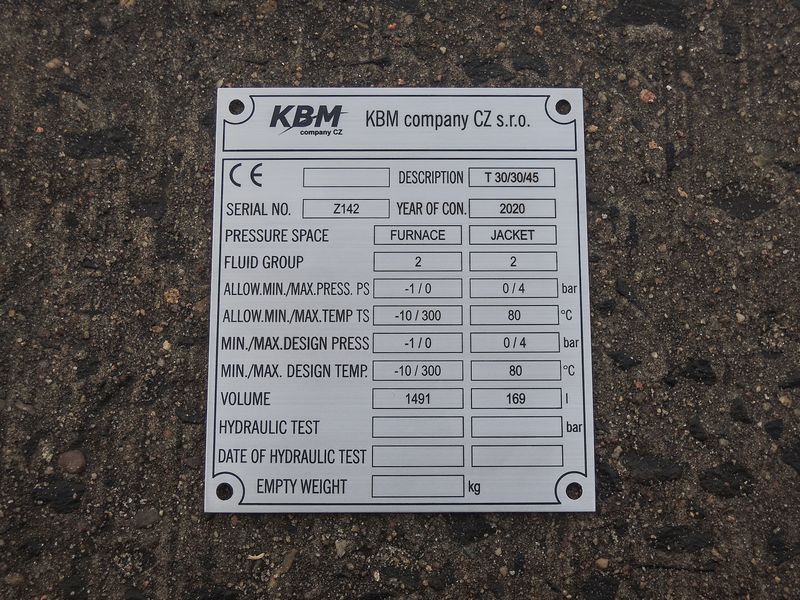 KBM company CZ KBM company CZ s.r.o.
CE DESCRIPTION T 30/30/45
SERIAL NO. Z142 YEAR OF CON. 2020
PRESSURE SPACE FURNACE JACKET
FLUID GROUP 2 2
ALLOW.MIN./MAX.PRESS. PS -1 / 0 0 / 4 bar
ALLOW.MIN./MAX.TEMP TS -10 / 300 80 °C
MIN./MAX.DESIGN PRESS -1 / 0 0 / 4 bar
MIN./MAX. DESIGN TEMP. -10 / 300 80 °C
VOLUME 1491 169 l
HYDRAULIC TEST bar
DATE OF HYDRAULIC TEST
EMPTY WEIGHT kg